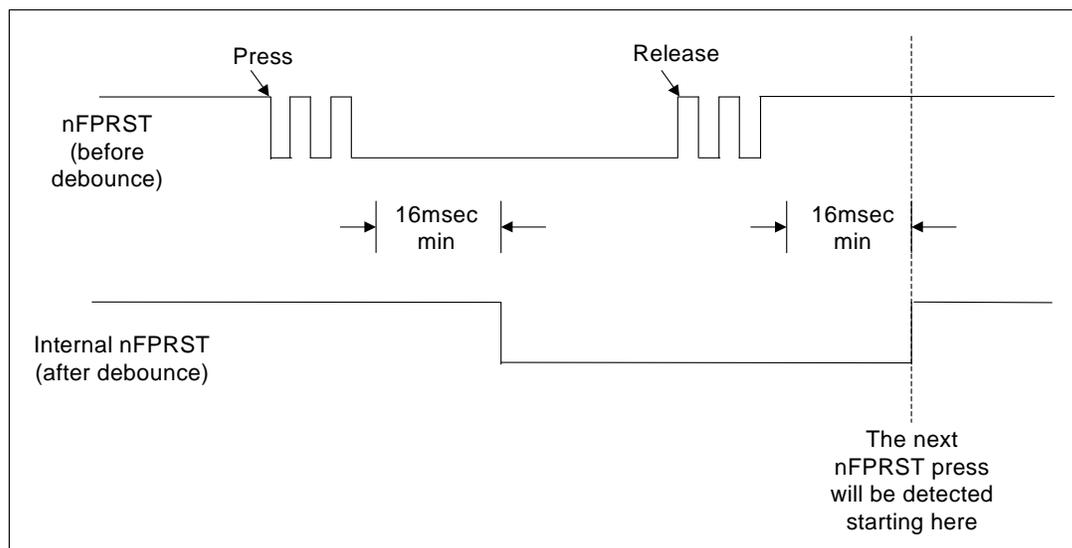 Press
Release
nFPRST
(before
debounce)
16msec
min
16msec
min
Internal nFPRST
(after debounce)
The next
nFPRST press
will be detected
starting here